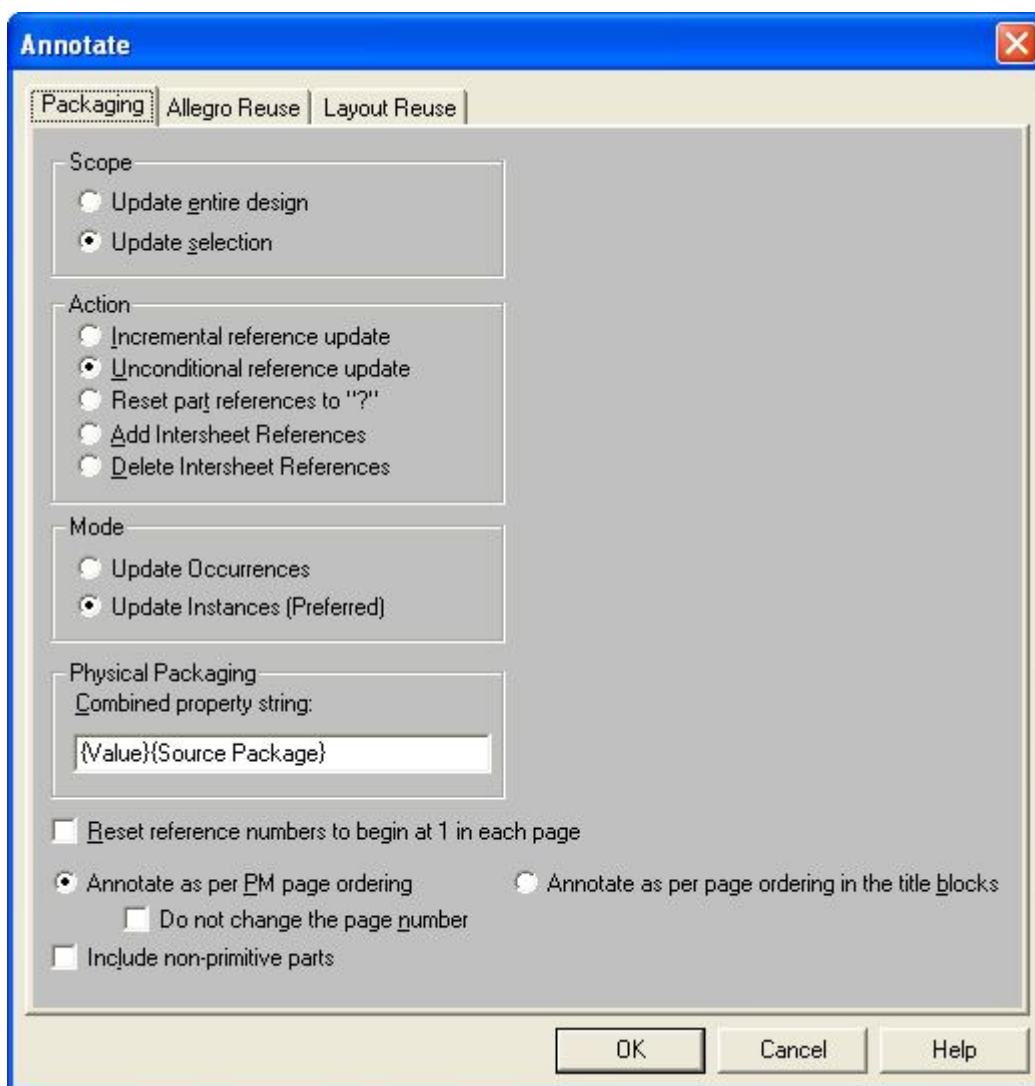 Annotate
Packaging Allegro Reuse Layout Reuse
Scope
Update entire design
Update selection
Action
Incremental reference update
Unconditional reference update
Reset part references to "?"
Add Intersheet References
Delete Intersheet References
Mode
Update Occurrences
Update Instances (Preferred)
Physical Packaging
Combined property string:
{Value}{Source Package}
Reset reference numbers to begin at 1 in each page
Annotate as per PM page ordering Annotate as per page ordering in the title blocks
Do not change the page number
Include non-primitive parts
OK Cancel Help